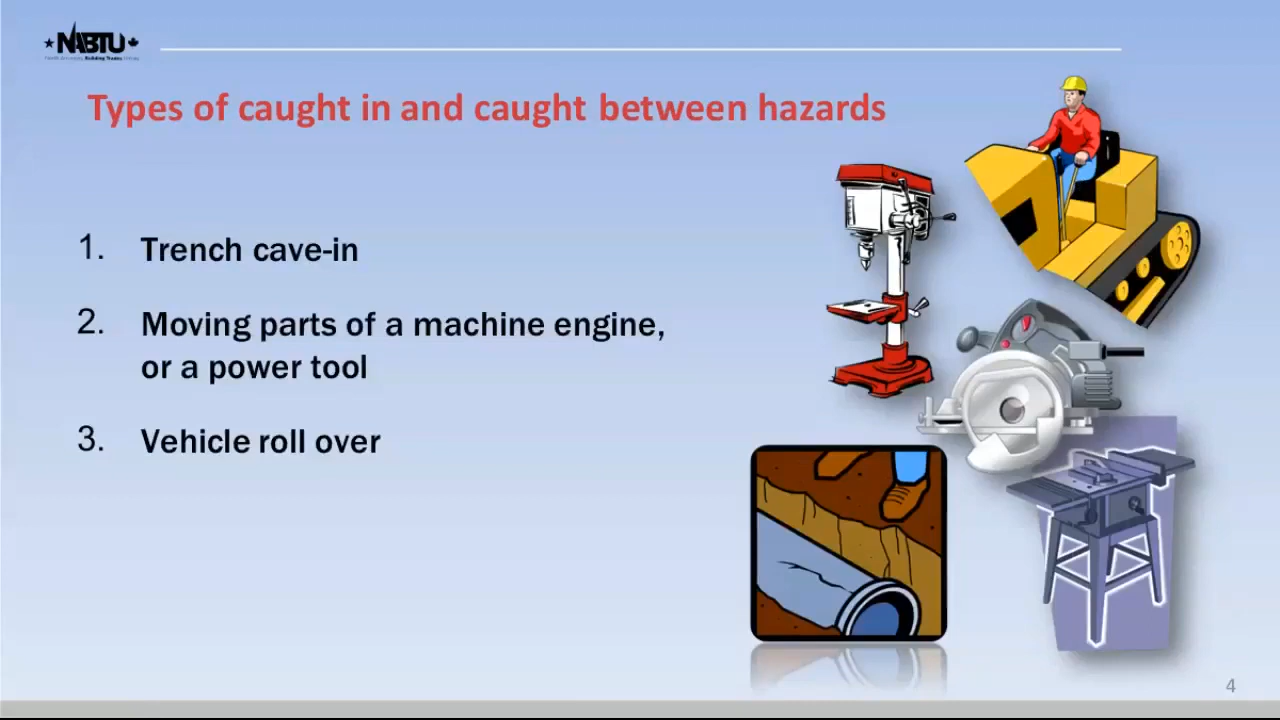 NABTU
Types of caught in and caught between hazards
1. Trench cave-in
2. Moving parts of a machine engine,
or a power tool
3. Vehicle roll over
4